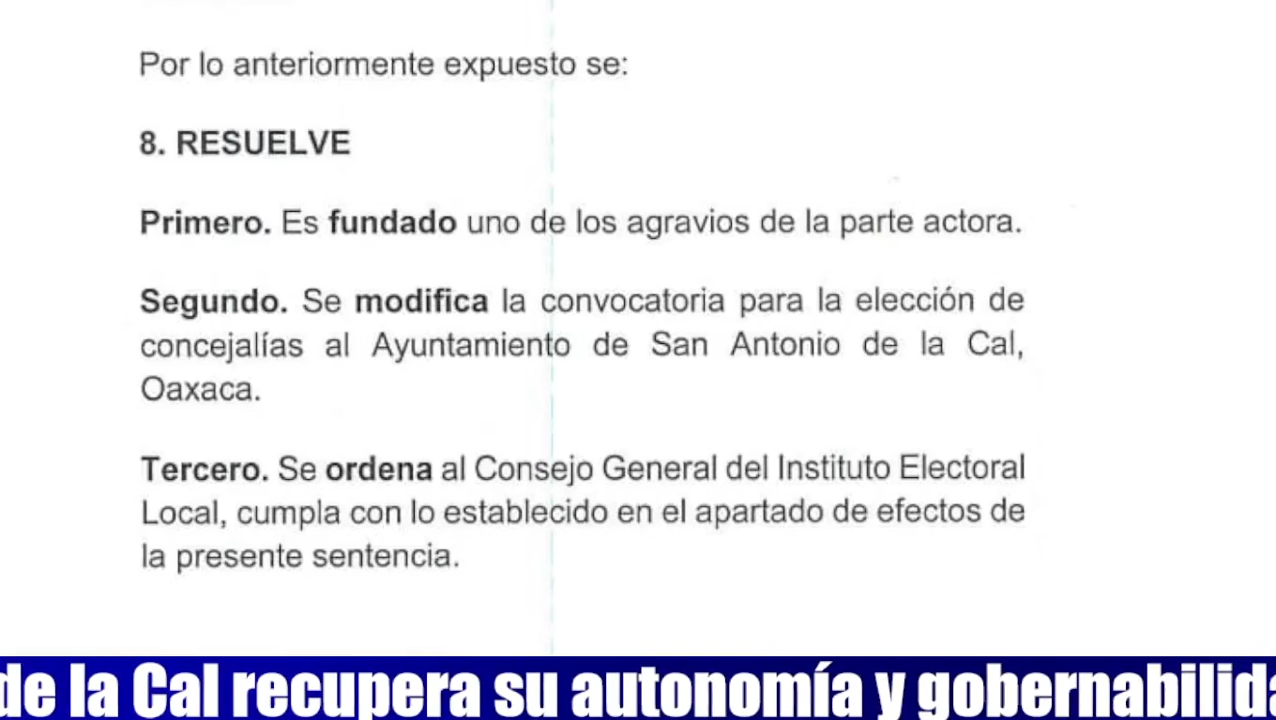 Por lo anteriormente expuesto se:
8. RESUELVE
Primero. Es fundado uno de los agravios de la parte actora.
Segundo. Se modifica la convocatoria para la elección de
concejalías al Ayuntamiento de San Antonio de la Cal,
Oaxaca.
Tercero. Se ordena al Consejo General del Instituto Electoral
Local, cumpla con lo establecido en el apartado de efectos de
la presente sentencia.
de la Cal recupera su autonomía y gobernabilida